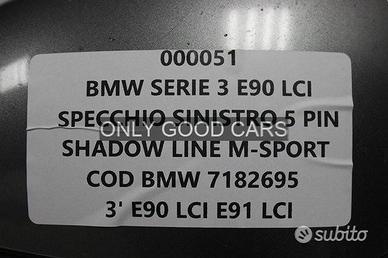 000051
BMW SERIE 3 E90 LCI
SPECCHIO SINISTRO 5 PIN
ONLY GOOD CARS
SHADOW LINE M-SPORT
COD BMW 7182695
3' E90 LCI E91 LCI
subito